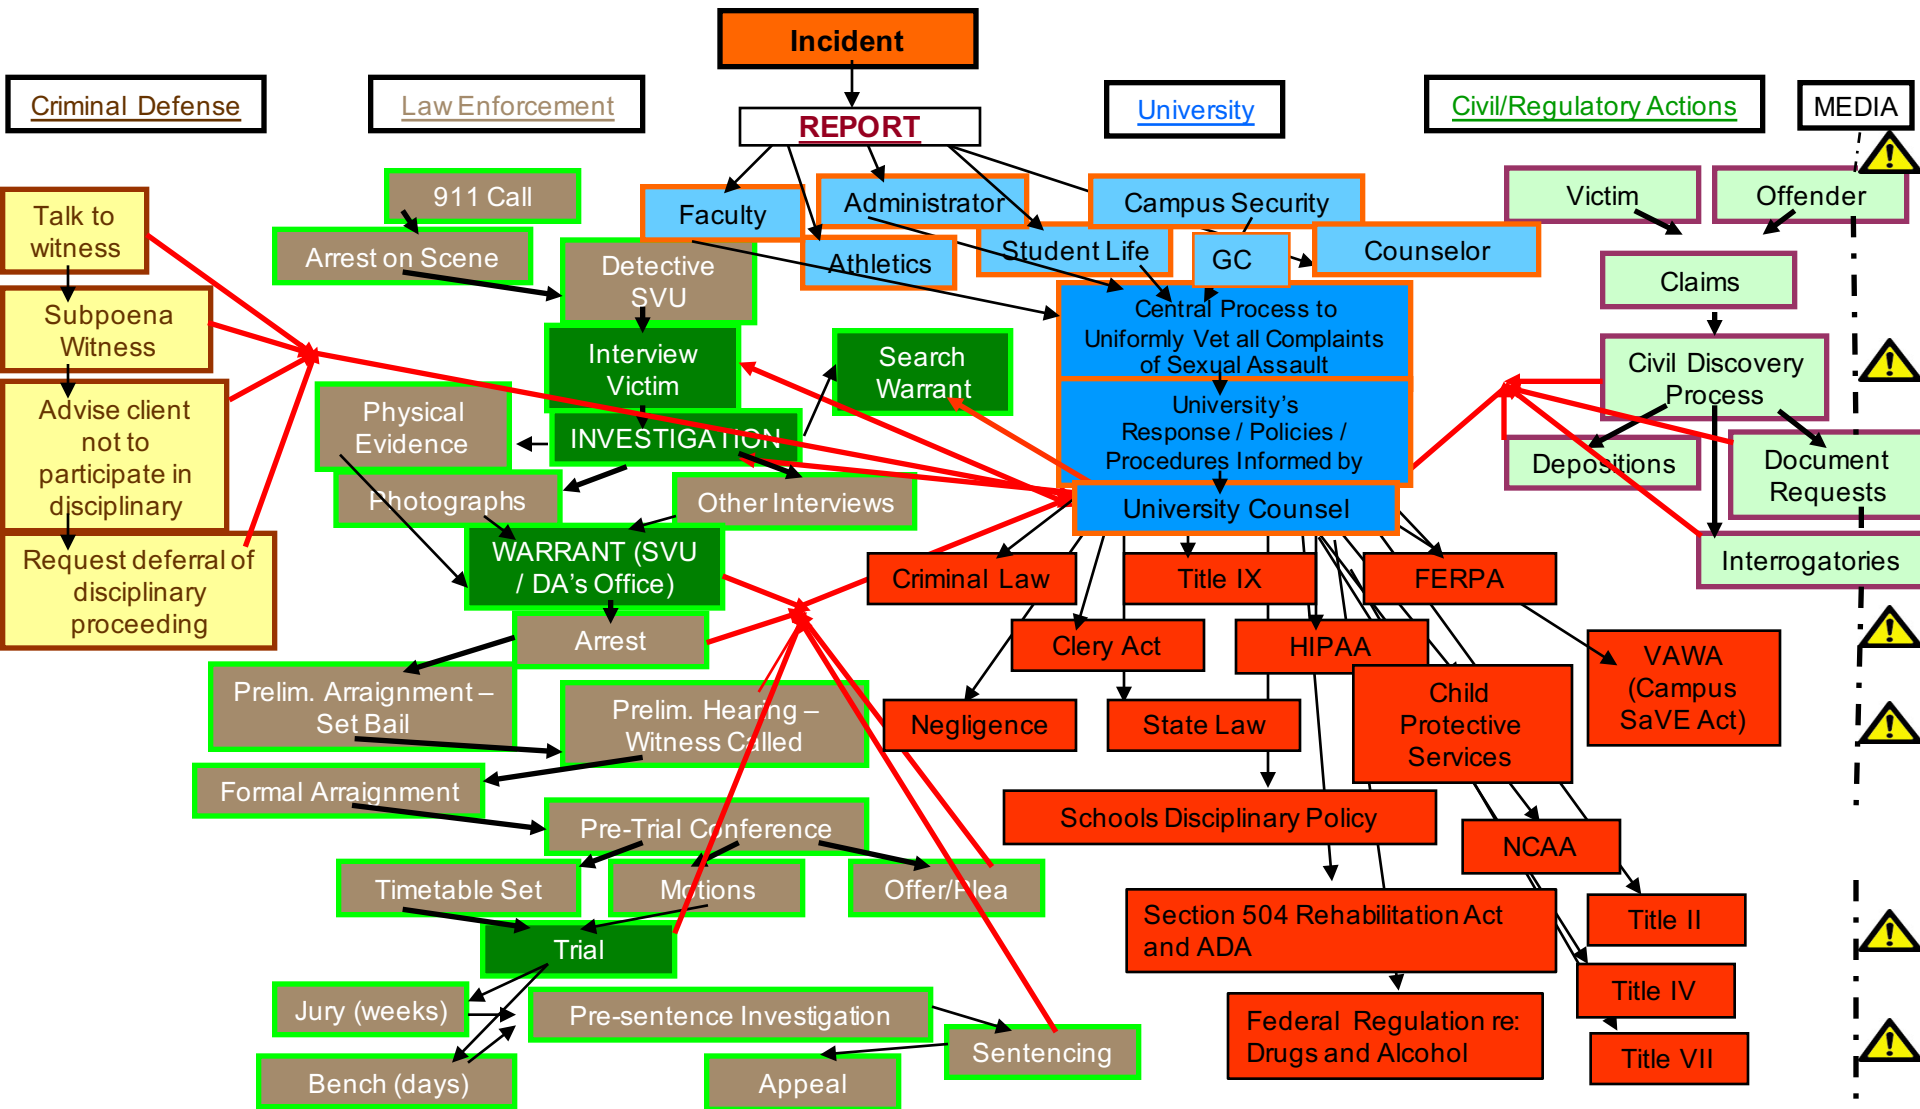 Incident
Criminal Defense
Law Enforcement
REPORT
University
Civil/Regulatory Actions
MEDIA
Talk to
witness
Subpoena
Witness
Advise client
not to
participate in
disciplinary
Request deferral of
disciplinary
proceeding
911 Call
Arrest on Scene
Detective
SVU
Interview
Victim
Search
Warrant
INVESTIGATION
Physical
Evidence
Photographs
Other Interviews
WARRANT (SVU
/ DA's Office)
Arrest
Prelim. Arraignment –
Set Bail
Prelim. Hearing –
Witness Called
Formal Arraignment
Pre-Trial Conference
Timetable Set
Motions
Offer/Plea
Trial
Jury (weeks)
Bench (days)
Pre-sentence Investigation
Sentencing
Appeal
Faculty
Administrator
Campus Security
Athletics
Student Life
GC
Counselor
Central Process to
Uniformly Vet all Complaints
of Sexual Assault
University's
Response / Policies /
Procedures Informed by
University Counsel
Criminal Law
Title IX
FERPA
Clery Act
HIPAA
VAWA
(Campus
SaVE Act)
Negligence
State Law
Child
Protective
Services
Schools Disciplinary Policy
NCAA
Section 504 Rehabilitation Act
and ADA
Title II
Title IV
Federal Regulation re:
Drugs and Alcohol
Title VII
Victim
Offender
Claims
Civil Discovery
Process
Depositions
Document
Requests
Interrogatories